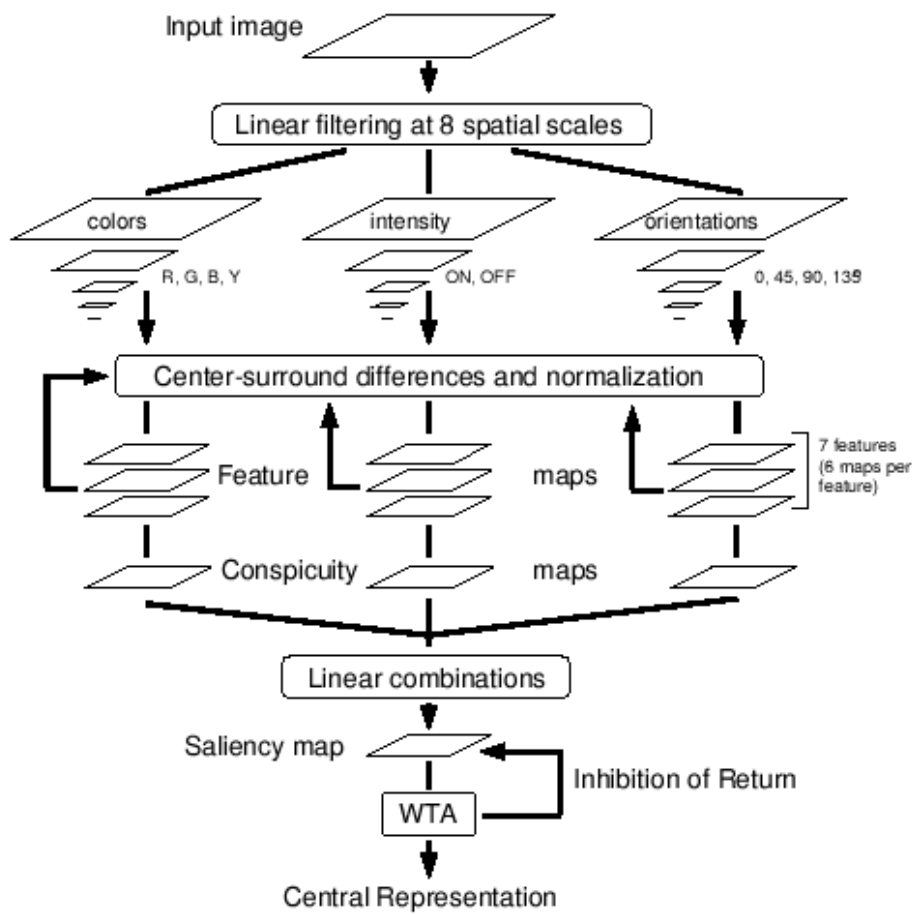 Input image
Linear filtering at 8 spatial scales
colors
intensity
orientations
R, G, B, Y
ON, OFF
0, 45, 90, 135º
Center-surround differences and normalization
7 features
(6 maps per
feature)
Feature maps
Conspicuity maps
Linear combinations
Saliency map
Inhibition of Return
WTA
Central Representation